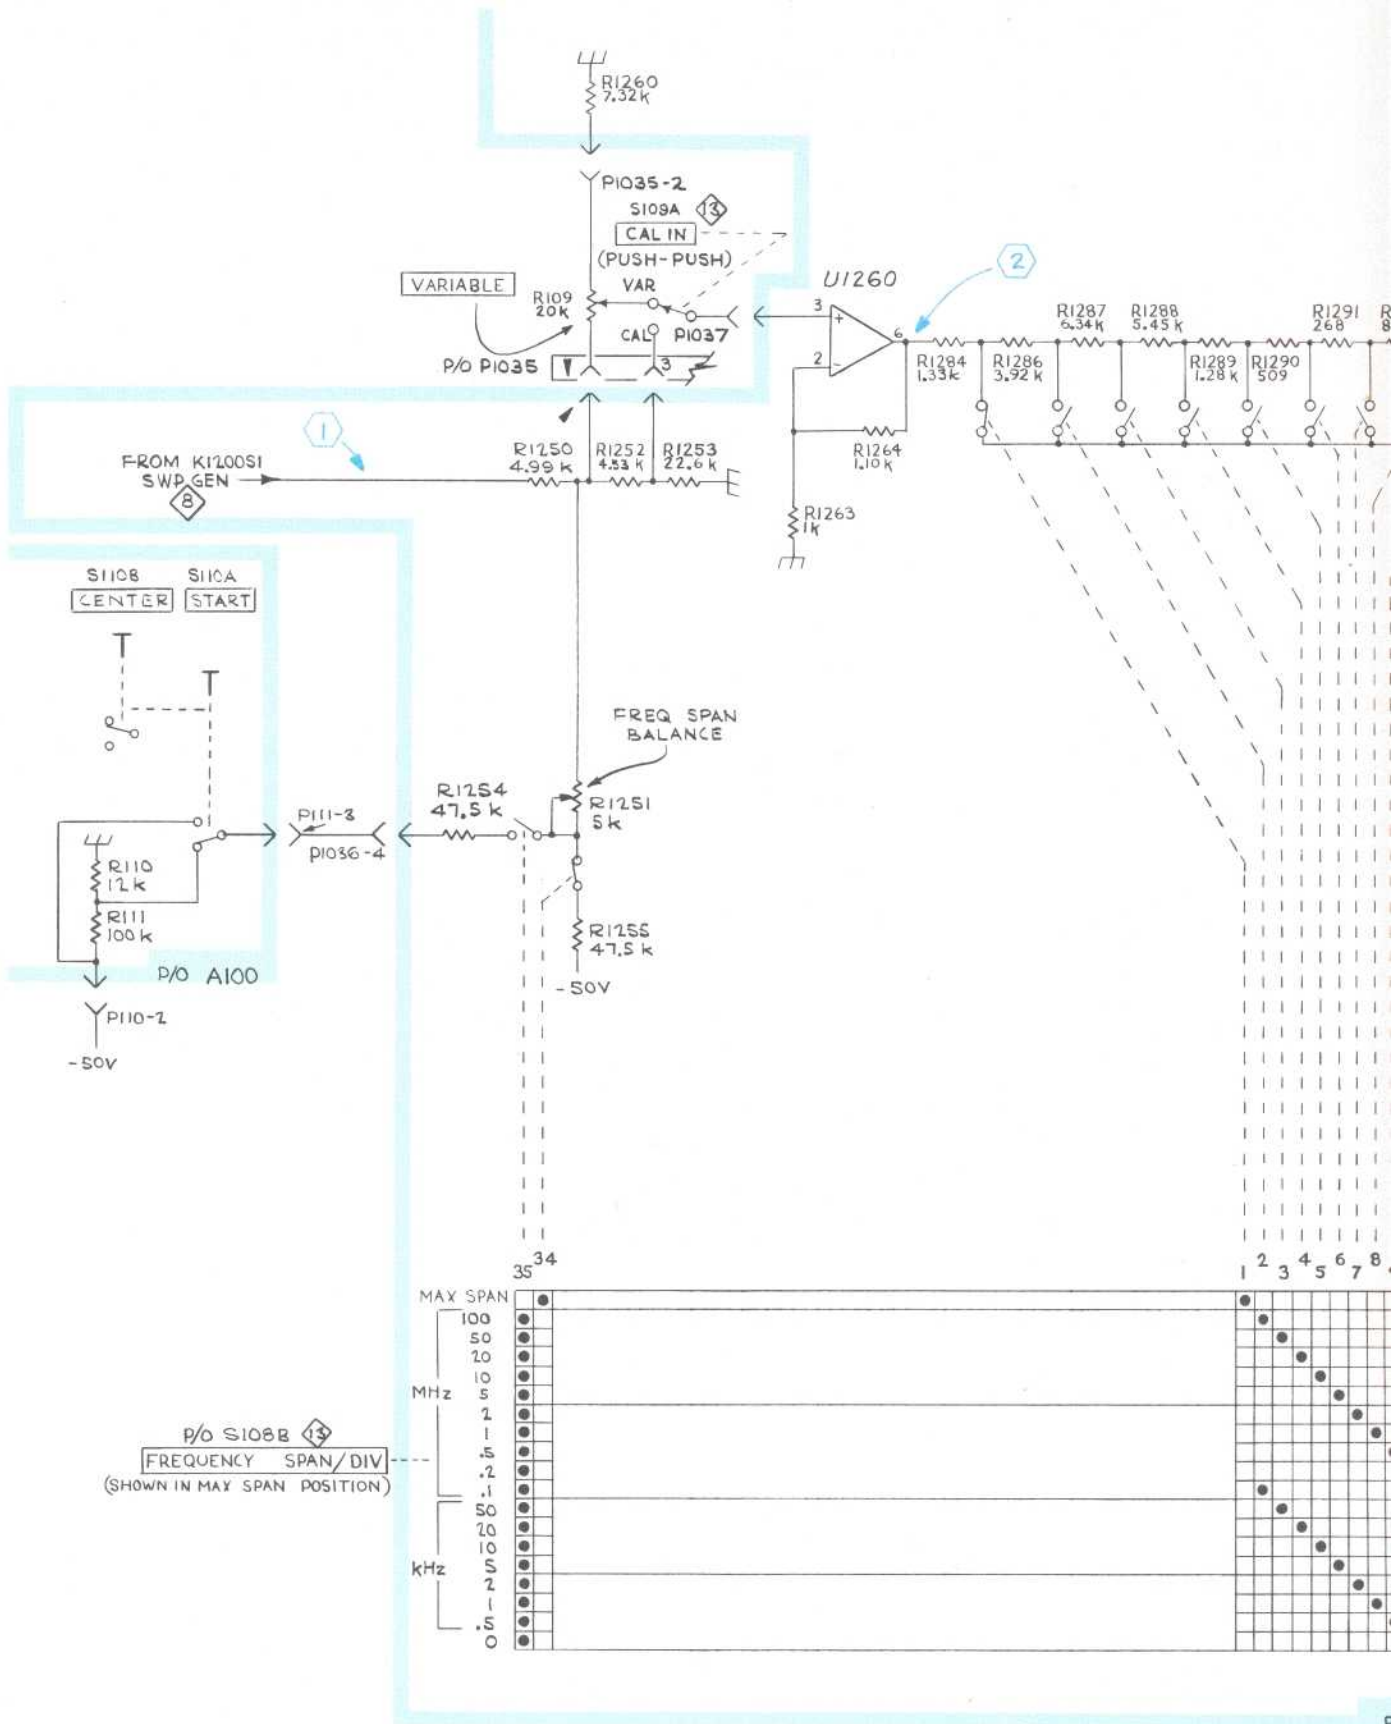 R1260
7.32k
P1035-2
S109A 13
CAL IN
(PUSH-PUSH)
VARIABLE
VAR
R109
20k
CAL
P1037
P/O P1035
3
U1260
3
+
2
-
6
2
R1284
1.33k
R1286
3.92k
R1287
6.34k
R1288
5.45k
R1289
1.28k
R1290
509
R1291
268
R
8
1
FROM K1200S1
SWP GEN
8
R1250
4.99k
R1252
4.53k
R1253
22.6k
R1264
1.10k
R1263
1k
S110B
CENTER
S110A
START
FREQ SPAN
BALANCE
R1254
47.5k
R1251
5k
P111-3
P1036-4
R110
12k
R111
100k
R1255
47.5k
-50V
P/O A100
P110-2
-50V
35 34
1 2 3 4 5 6 7 8
MAX SPAN
100
50
20
10
MHz 5
2
1
.5
.2
.1
50
20
10
kHz 5
2
1
.5
0
P/O S108B 13
FREQUENCY SPAN/DIV
(SHOWN IN MAX SPAN POSITION)